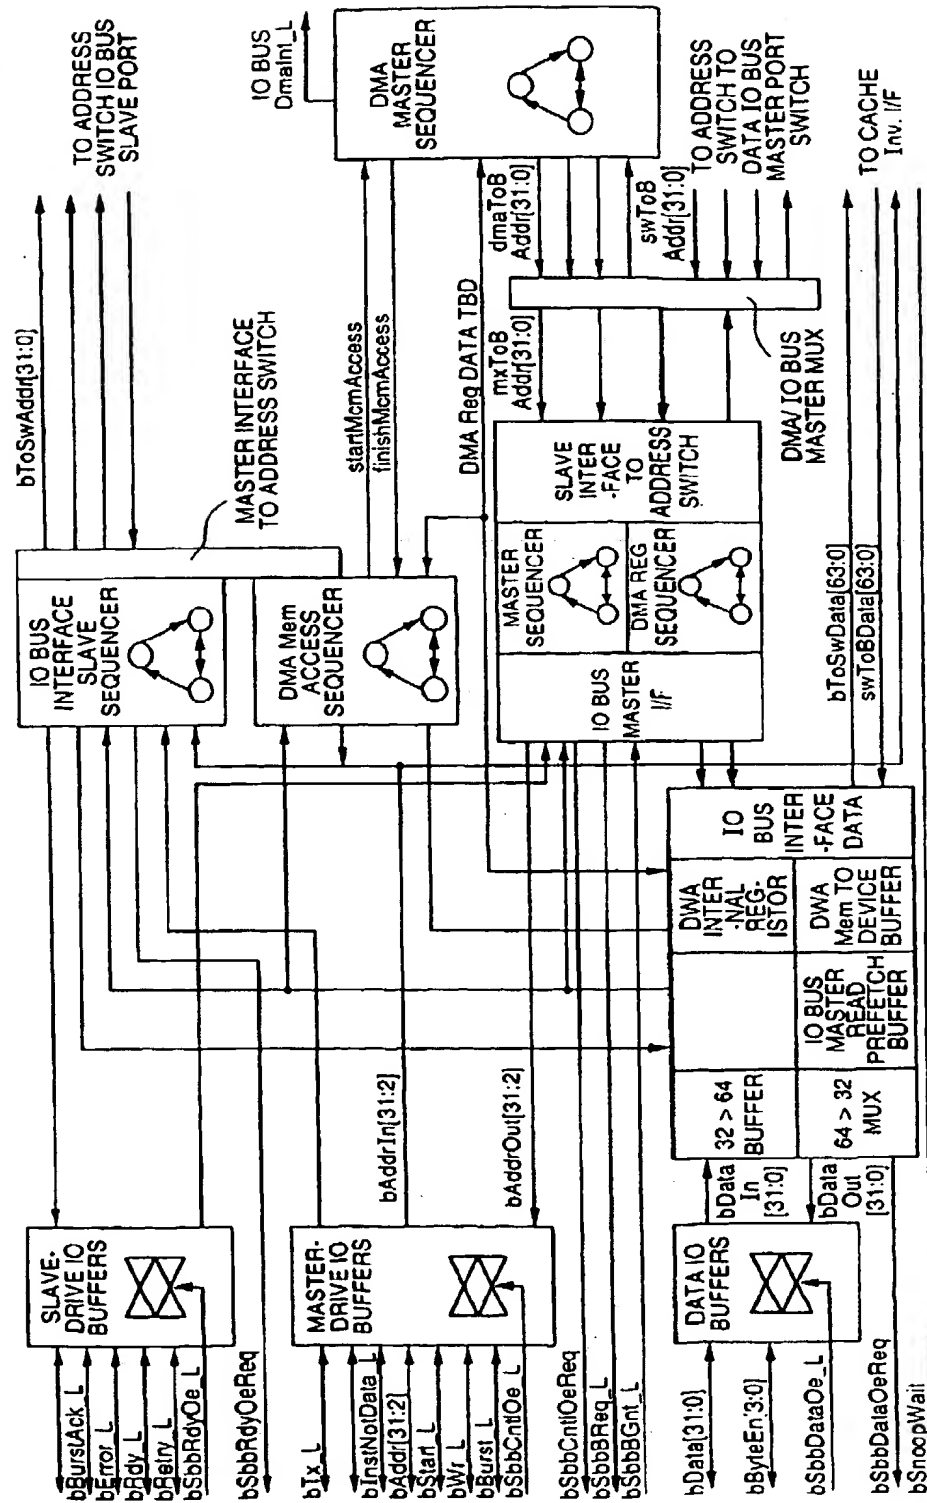 TO ADDRESS
SWITCH IO BUS
SLAVE PORT
IO BUS
DmaInt_L
DMA
MASTER
SEQUENCER
TO ADDRESS
SWITCH TO
DATA IO BUS
MASTER PORT
SWITCH
TO CACHE
Inv. I/F
bToSwAddr[31:0]
MASTER INTERFACE
TO ADDRESS SWITCH
startMcmAccess
finishMcmAccess
DMA Reg DATA TBD
dmaToB
Addr[31:0]
swToB
Addr[31:0]
mxToB
Addr[31:0]
DMA/ IO BUS
MASTER MUX
IO BUS
INTERFACE
SLAVE
SEQUENCER
DMA Mem
ACCESS
SEQUENCER
SLAVE
INTER
-FACE
TO
ADDRESS
SWITCH
MASTER
SEQUENCER
DMA REG
SEQUENCER
IO BUS
MASTER
I/F
bToSwData[63:0]
swToBData[63:0]
IO
BUS
INTER
-FACE
DATA
DWA
INTER
-NAL
REG-
ISTOR
DWA
Mem TO
DEVICE
BUFFER
IO BUS
MASTER
READ
PREFETCH
BUFFER
32 > 64
BUFFER
64 > 32
MUX
bAddrIn[31:2]
bAddrOut[31:2]
bData
In
[31:0]
bData
Out
[31:0]
SLAVE-
DRIVE IO
BUFFERS
MASTER-
DRIVE IO
BUFFERS
DATA IO
BUFFERS
bBurstAck_L
bError_L
bRdy_L
bRetry_L
bSbbRdyOe_L
bSbbRdyOeReq
bTx_L
bInstNotData_L
bAddr[31:2]
bStart_L
bWr_L
bBurst_L
bSbbCntlOe_L
bSbbCntlOeReq
bSbbBReq_L
bSbbBGnt_L
bData[31:0]
bByteEn[3:0]
bSbbDataOe_L
bSbbDataOeReq
bSnoopWait